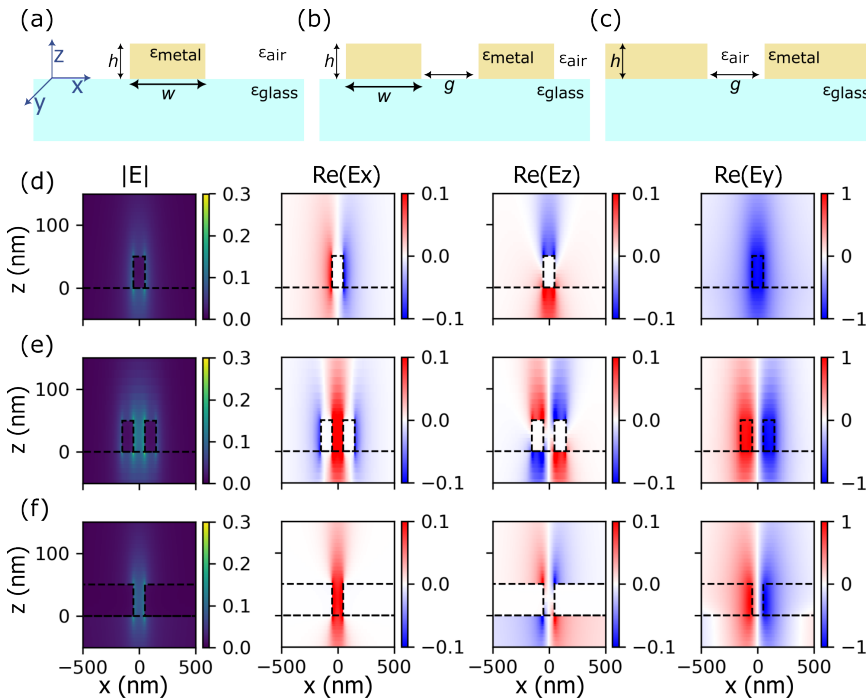 (a) (b) (c)
z
x
y
h
εmetal
εair
w
εglass
h
εmetal
εair
w
g
εglass
h
εair
εmetal
g
εglass
(d) |E| Re(Ex) Re(Ez) Re(Ey)
z (nm)
100
0
0.3
0.2
0.1
0.0
0.1
0.0
−0.1
0.1
0.0
−0.1
1
0
−1
(e)
z (nm)
100
0
0.3
0.2
0.1
0.0
0.1
0.0
−0.1
0.1
0.0
−0.1
1
0
−1
(f)
z (nm)
100
0
0.3
0.2
0.1
0.0
0.1
0.0
−0.1
0.1
0.0
−0.1
1
0
−1
−500 0 500 −500 0 500 −500 0 500 −500 0 500
x (nm) x (nm) x (nm) x (nm)